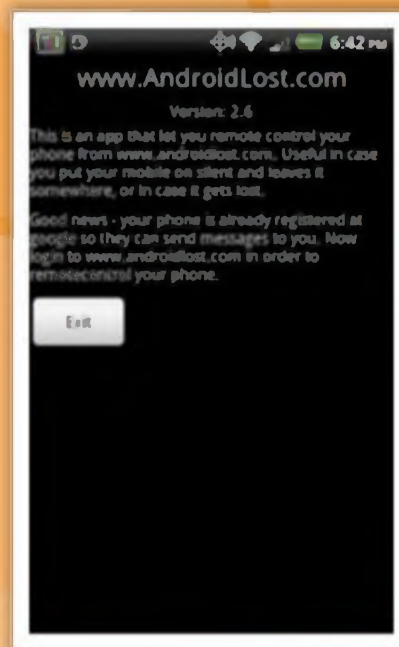 6:42 PM
www.AndroidLost.com
Version: 2.6
This is an app that let you remote control your
phone from www.androidlost.com. Useful in case
you put your mobile on silent and leaves it
somewhere, or in case it gets lost.
Good news - your phone is already registered at
google so they can send messages to you. Now
login to www.androidlost.com in order to
remotecontrol your phone.
Exit